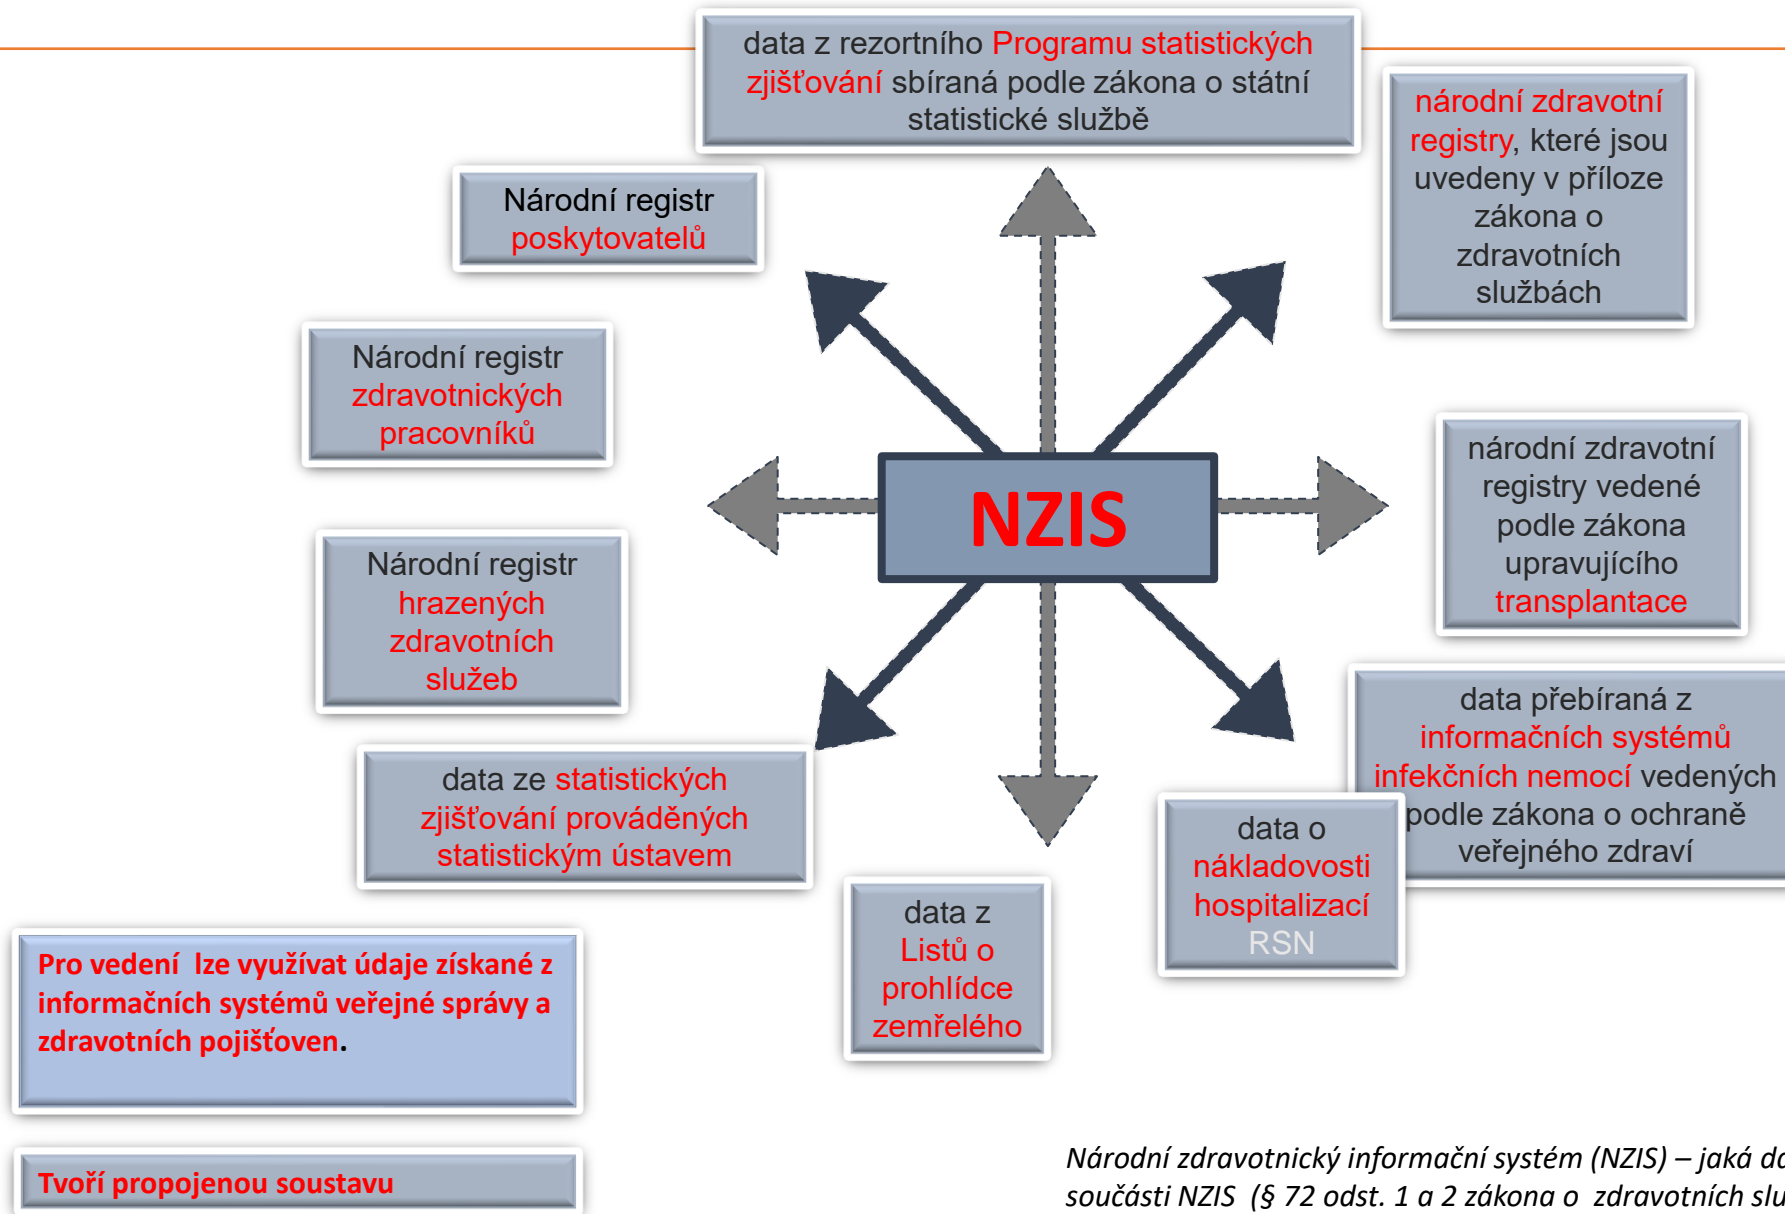 data z rezortního Programu statistických
zjišťování sbíraná podle zákona o státní
statistické službě
národní zdravotní
registry, které jsou
uvedeny v příloze
zákona o
zdravotních
službách
Národní registr
poskytovatelů
Národní registr
zdravotnických
pracovníků
NZIS
národní zdravotní
registry vedené
podle zákona
upravujícího
transplantace
Národní registr
hrazených
zdravotních
služeb
data přebíraná z
informačních systémů
infekčních nemocí vedených
podle zákona o ochraně
veřejného zdraví
data ze statistických
zjišťování prováděných
statistickým ústavem
data o
nákladovosti
hospitalizací
RSN
data z
Listů o
prohlídce
zemřelého
Pro vedení  lze využívat údaje získané z
informačních systémů veřejné správy a
zdravotních pojišťoven.
Tvoří propojenou soustavu
Národní zdravotnický informační systém (NZIS) – jaká
součásti NZIS  (§ 72 odst. 1 a 2 zákona o  zdravotních